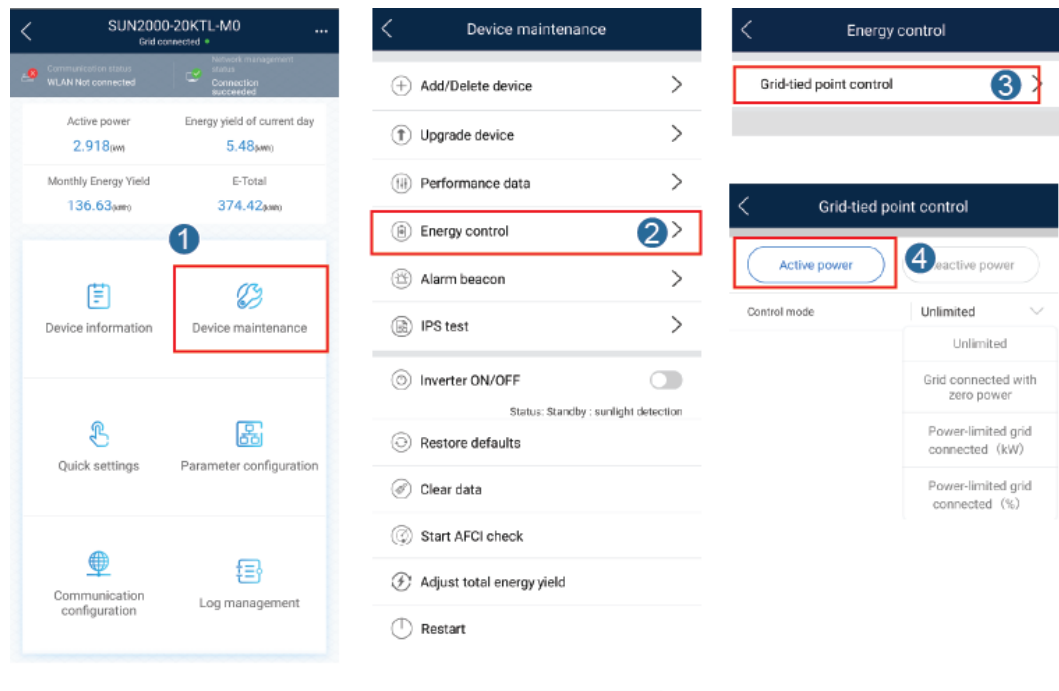 SUN2000-20KTL-M0
...
Grid connected
Communication status
WLAN Not connected
Network management
status
Connection
succeeded
Active power
2.918(kW)
Energy yield of current day
5.48(kWh)
Monthly Energy Yield
136.63(kWh)
E-Total
374.42(kWh)
1
Device information
Device maintenance
Quick settings
Parameter configuration
Communication
configuration
Log management
Device maintenance
Add/Delete device
Upgrade device
Performance data
Energy control
2
Alarm beacon
IPS test
Inverter ON/OFF
Status: Standby : sunlight detection
Restore defaults
Clear data
Start AFCI check
Adjust total energy yield
Restart
Energy control
Grid-tied point control
3
Grid-tied point control
Active power
4
eactive power
Control mode
Unlimited
Unlimited
Grid connected with
zero power
Power-limited grid
connected（kW）
Power-limited grid
connected（%）